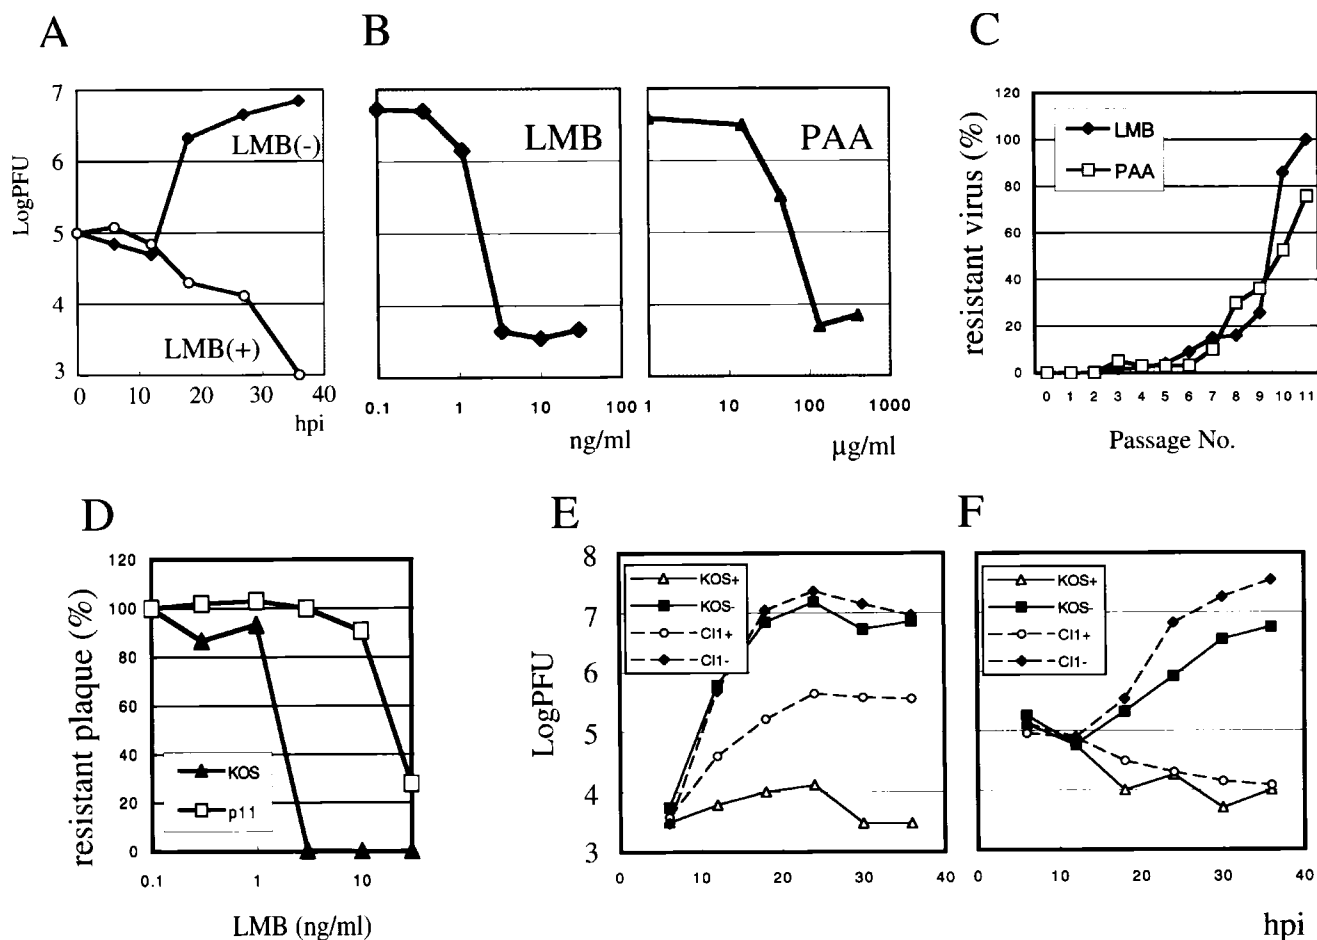 A
7
6
5
4
3
LogPFU
LMB(-)
LMB(+)
0 10 20 30 40
hpi
B
LMB
0.1 1 10 100
ng/ml
PAA
1 10 100 1000
µg/ml
C
resistant virus (%)
120
100
80
60
40
20
0
LMB
PAA
0 1 2 3 4 5 6 7 8 9 10 11
Passage No.
D
resistant plaque (%)
120
100
80
60
40
20
0
KOS
p11
0.1 1 10
LMB (ng/ml)
E
LogPFU
8
7
6
5
4
3
KOS+
KOS-
Cl1+
Cl1-
0 10 20 30 40
F
KOS+
KOS-
Cl1+
Cl1-
0 10 20 30 40
hpi